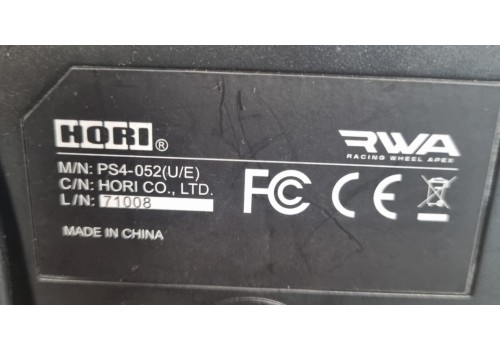 HORI®
RWA
RACING WHEEL APEX
M/N: PS4-052(U/E)
C/N: HORI CO., LTD.
L/N: 71008
FC CE
MADE IN CHINA